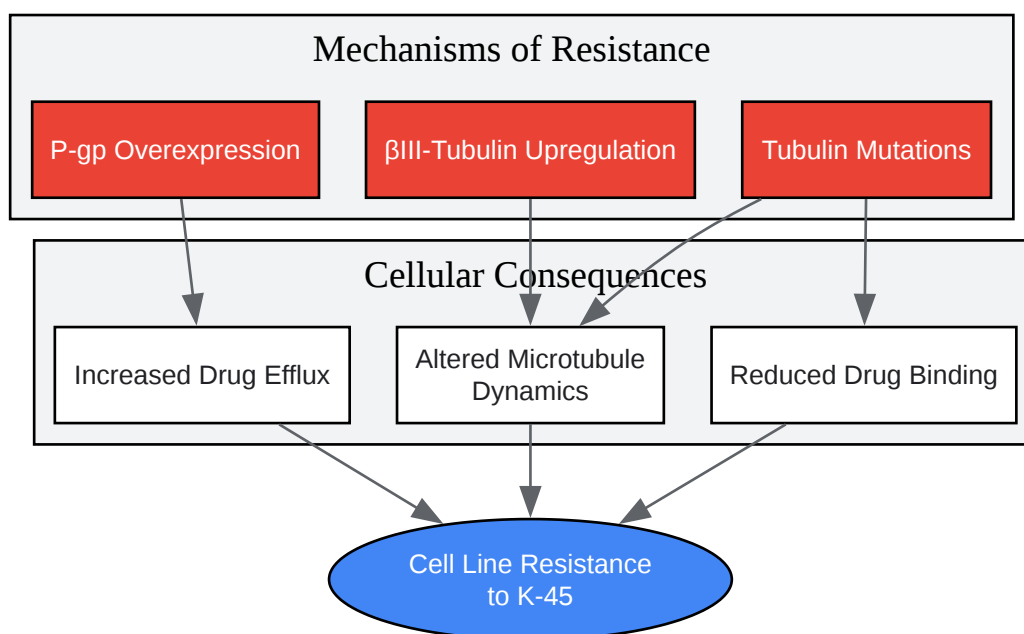 Mechanisms of Resistance
P-gp Overexpression
βIII-Tubulin Upregulation
Tubulin Mutations
Cellular Consequences
Increased Drug Efflux
Altered Microtubule
Dynamics
Reduced Drug Binding
Cell Line Resistance
to K-45